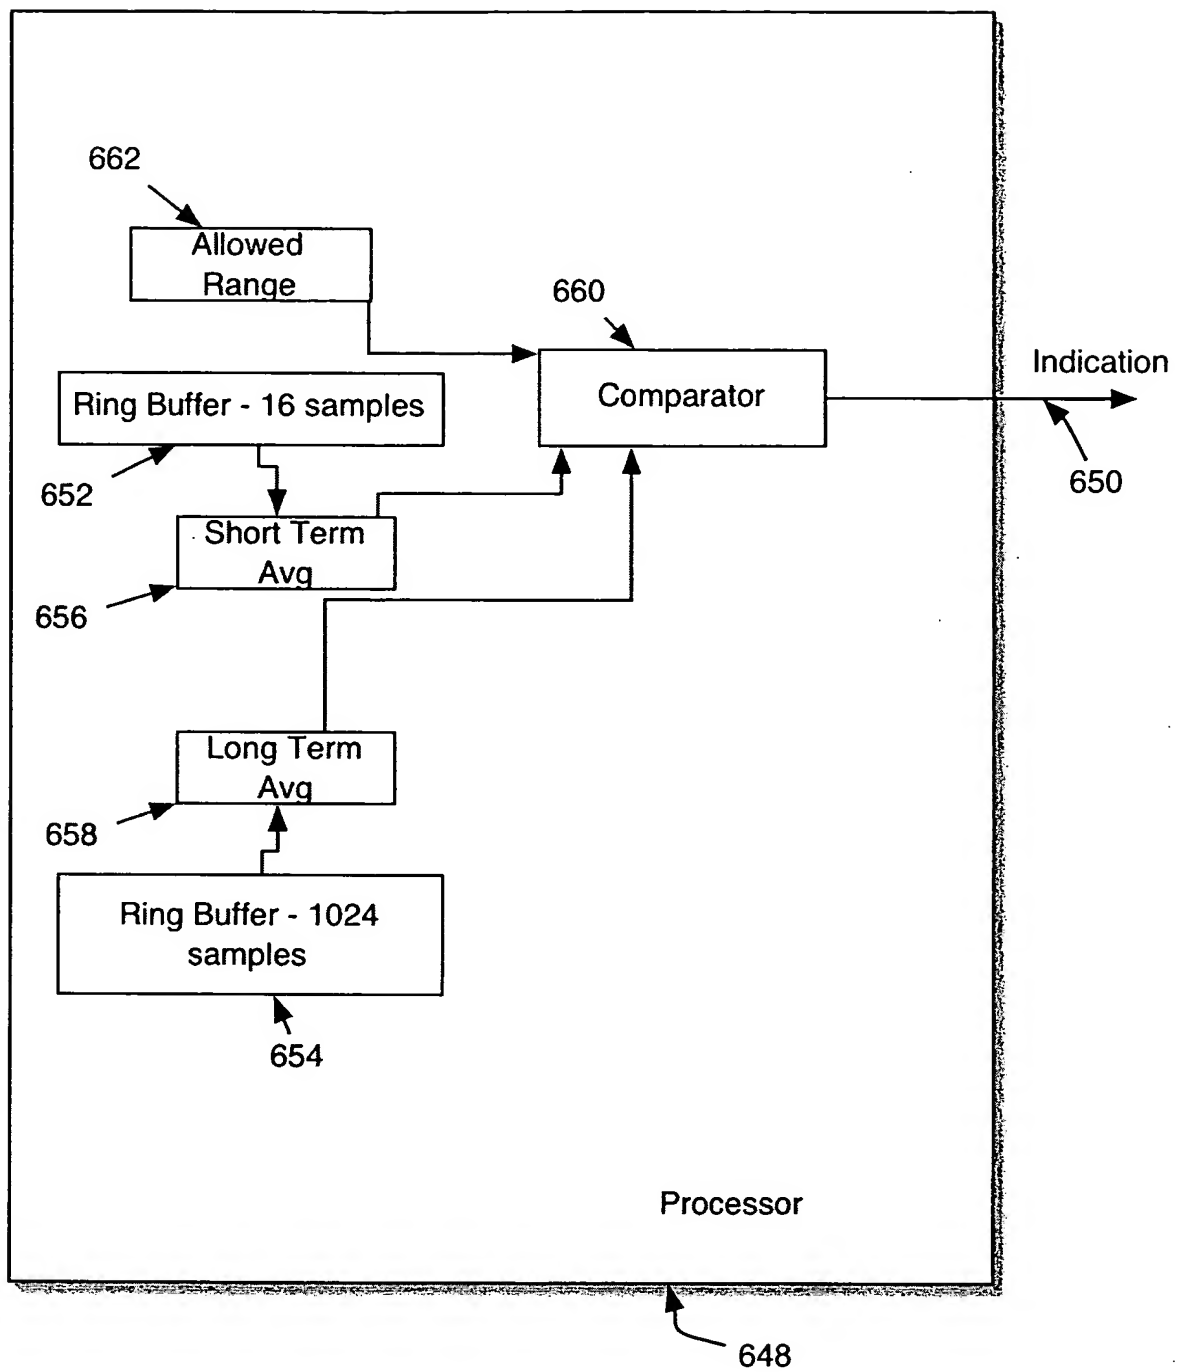 662
Allowed
Range
660
Comparator
Indication
650
Ring Buffer - 16 samples
652
Short Term
Avg
656
Long Term
Avg
658
Ring Buffer - 1024
samples
654
Processor
648